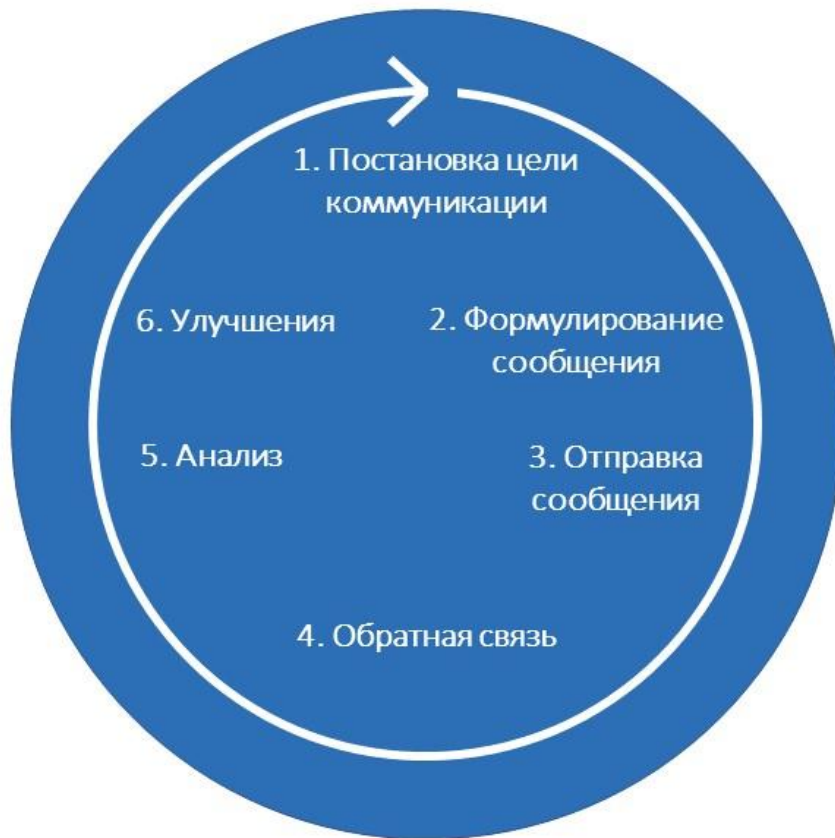 1. Постановка цели
коммуникации
2. Формулирование
сообщения
3. Отправка
сообщения
4. Обратная связь
5. Анализ
6. Улучшения